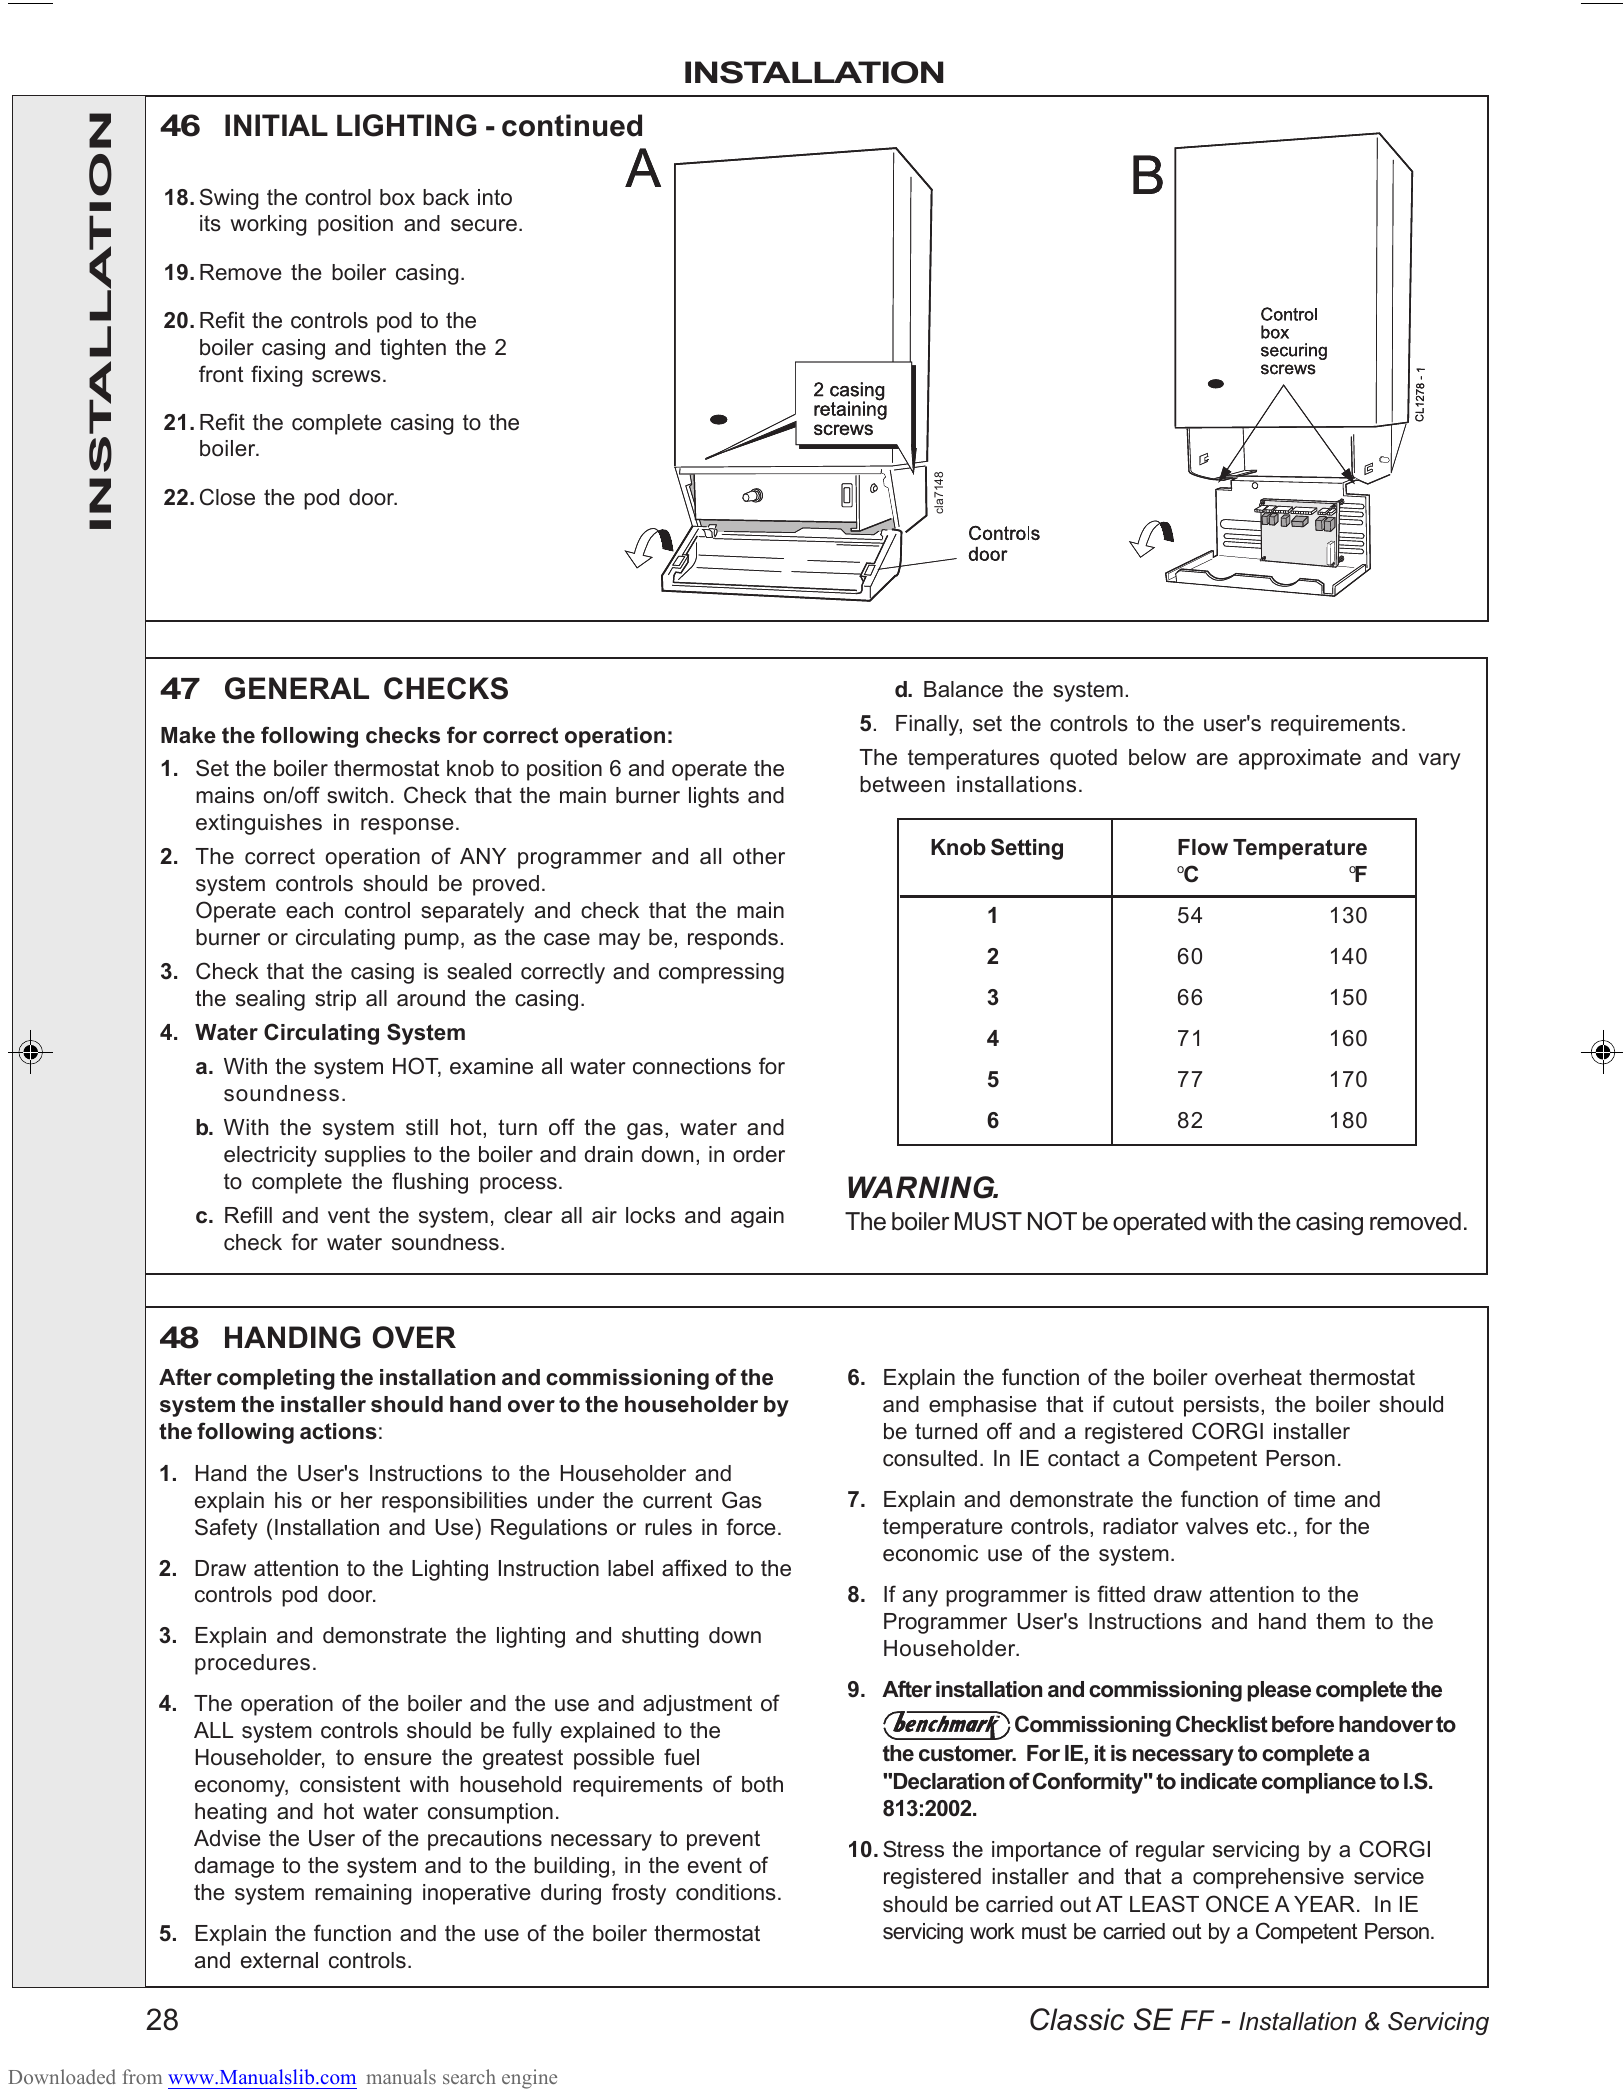 INSTALLATION
INSTALLATION
46 INITIAL LIGHTING - continued
18. Swing the control box back into
its working position and secure.
19. Remove the boiler casing.
20. Refit the controls pod to the
boiler casing and tighten the 2
front fixing screws.
21. Refit the complete casing to the
boiler.
22. Close the pod door.
A
2 casing
retaining
screws
cla7148
Controls
door
B
Control
box
securing
screws
CL1278 - 1
47 GENERAL CHECKS
Make the following checks for correct operation:
1. Set the boiler thermostat knob to position 6 and operate the
mains on/off switch. Check that the main burner lights and
extinguishes in response.
2. The correct operation of ANY programmer and all other
system controls should be proved.
Operate each control separately and check that the main
burner or circulating pump, as the case may be, responds.
3. Check that the casing is sealed correctly and compressing
the sealing strip all around the casing.
4. Water Circulating System
a. With the system HOT, examine all water connections for
soundness.
b. With the system still hot, turn off the gas, water and
electricity supplies to the boiler and drain down, in order
to complete the flushing process.
c. Refill and vent the system, clear all air locks and again
check for water soundness.
d. Balance the system.
5. Finally, set the controls to the user's requirements.
The temperatures quoted below are approximate and vary
between installations.
Knob Setting Flow Temperature
ºC ºF
1 54 130
2 60 140
3 66 150
4 71 160
5 77 170
6 82 180
WARNING.
The boiler MUST NOT be operated with the casing removed.
48 HANDING OVER
After completing the installation and commissioning of the
system the installer should hand over to the householder by
the following actions:
1. Hand the User's Instructions to the Householder and
explain his or her responsibilities under the current Gas
Safety (Installation and Use) Regulations or rules in force.
2. Draw attention to the Lighting Instruction label affixed to the
controls pod door.
3. Explain and demonstrate the lighting and shutting down
procedures.
4. The operation of the boiler and the use and adjustment of
ALL system controls should be fully explained to the
Householder, to ensure the greatest possible fuel
economy, consistent with household requirements of both
heating and hot water consumption.
Advise the User of the precautions necessary to prevent
damage to the system and to the building, in the event of
the system remaining inoperative during frosty conditions.
5. Explain the function and the use of the boiler thermostat
and external controls.
6. Explain the function of the boiler overheat thermostat
and emphasise that if cutout persists, the boiler should
be turned off and a registered CORGI installer
consulted. In IE contact a Competent Person.
7. Explain and demonstrate the function of time and
temperature controls, radiator valves etc., for the
economic use of the system.
8. If any programmer is fitted draw attention to the
Programmer User's Instructions and hand them to the
Householder.
9. After installation and commissioning please complete the
benchmark Commissioning Checklist before handover to
the customer. For IE, it is necessary to complete a
"Declaration of Conformity" to indicate compliance to I.S.
813:2002.
10. Stress the importance of regular servicing by a CORGI
registered installer and that a comprehensive service
should be carried out AT LEAST ONCE A YEAR. In IE
servicing work must be carried out by a Competent Person.
28
Classic SE FF - Installation & Servicing
Downloaded from www.Manualslib.com manuals search engine